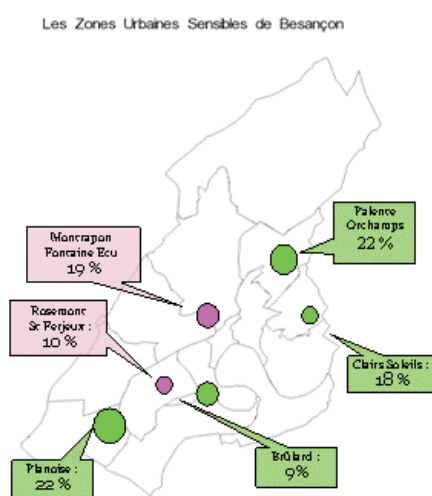 Les Zones Urbaines Sensibles de Besançon
Palente
Orchamps
22 %
Montrapon
Fontaine Ecu
19 %
Rosemont
St Ferjeux :
10 %
Clairs Soleils :
18 %
Brûlard :
9%
Planoise :
22 %